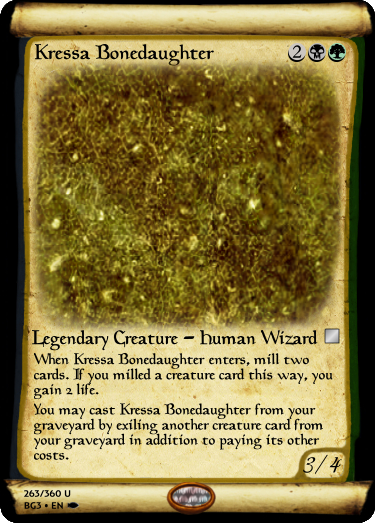 Kressa Bonedaughter 2
Legendary Creature – Human Wizard
When Kressa Bonedaughter enters, mill two
cards. If you milled a creature card this way, you
gain 2 life.
You may cast Kressa Bonedaughter from your
graveyard by exiling another creature card from
your graveyard in addition to paying its other
costs.
3/4
263/360 U
BG3 • EN